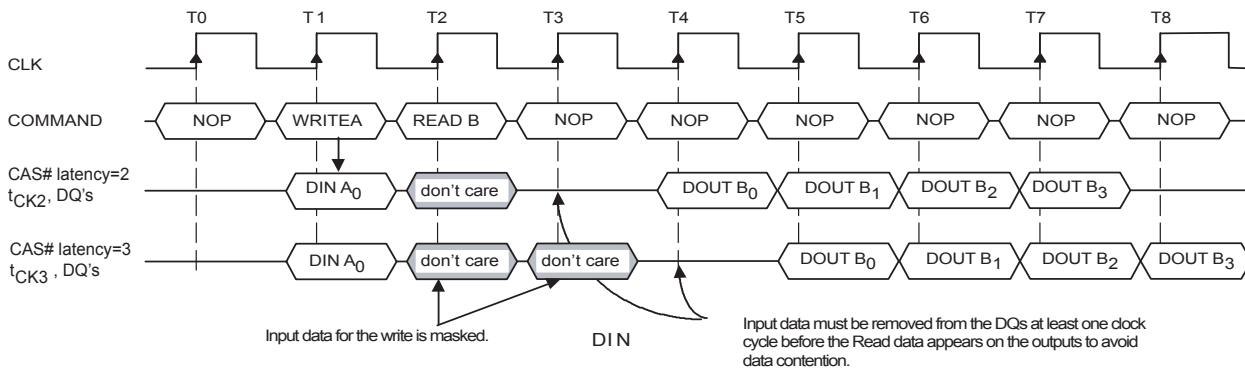 T0 T1 T2 T3 T4 T5 T6 T7 T8
CLK
COMMAND NOP WRITEA READ B NOP NOP NOP NOP NOP NOP
CAS# latency=2
tCK2, DQ's DIN A0 don't care DOUT B0 DOUT B1 DOUT B2 DOUT B3
CAS# latency=3
tCK3 , DQ's DIN A0 don't care don't care DOUT B0 DOUT B1 DOUT B2 DOUT B3
Input data for the write is masked.
DIN
Input data must be removed from the DQs at least one clock
cycle before the Read data appears on the outputs to avoid
data contention.